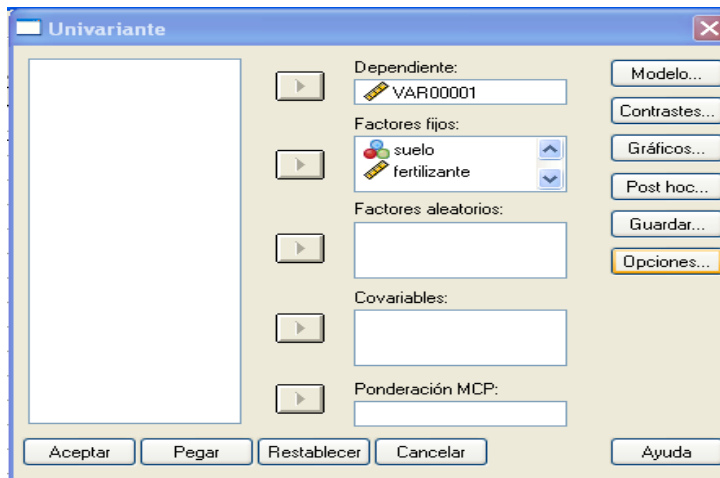 Univariante
Dependiente:
VAR00001
Factores fijos:
suelo
fertilizante
Factores aleatorios:
Covariables:
Ponderación MCP:
Modelo...
Contrastes...
Gráficos...
Post hoc...
Guardar...
Opciones...
Aceptar
Pegar
Restablecer
Cancelar
Ayuda